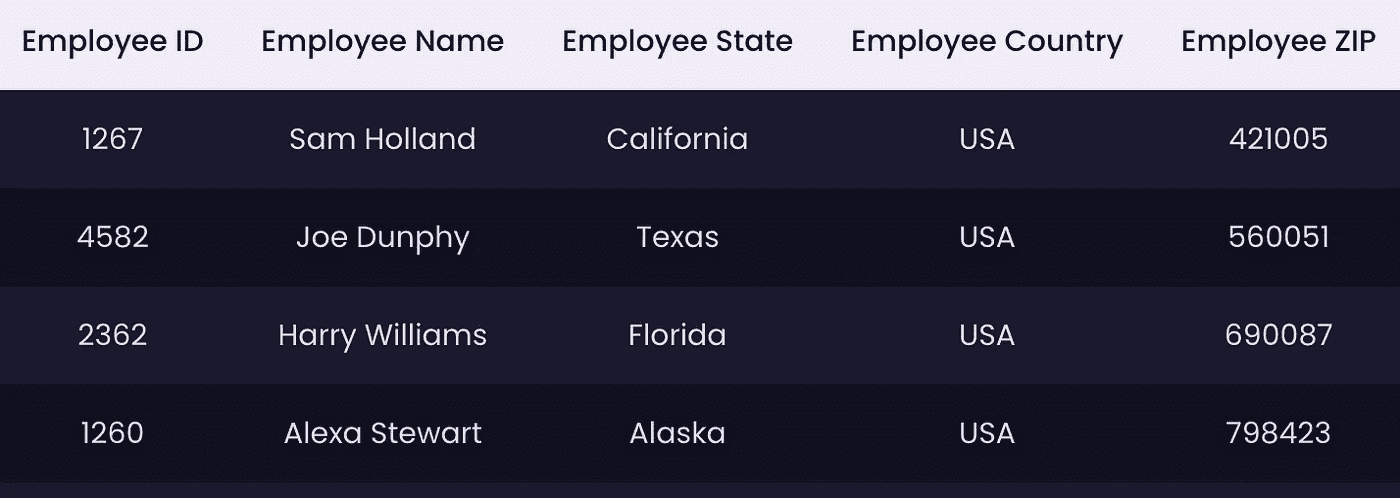 Employee ID Employee Name Employee State Employee Country Employee ZIP
1267 Sam Holland California USA 421005
4582 Joe Dunphy Texas USA 560051
2362 Harry Williams Florida USA 690087
1260 Alexa Stewart Alaska USA 798423